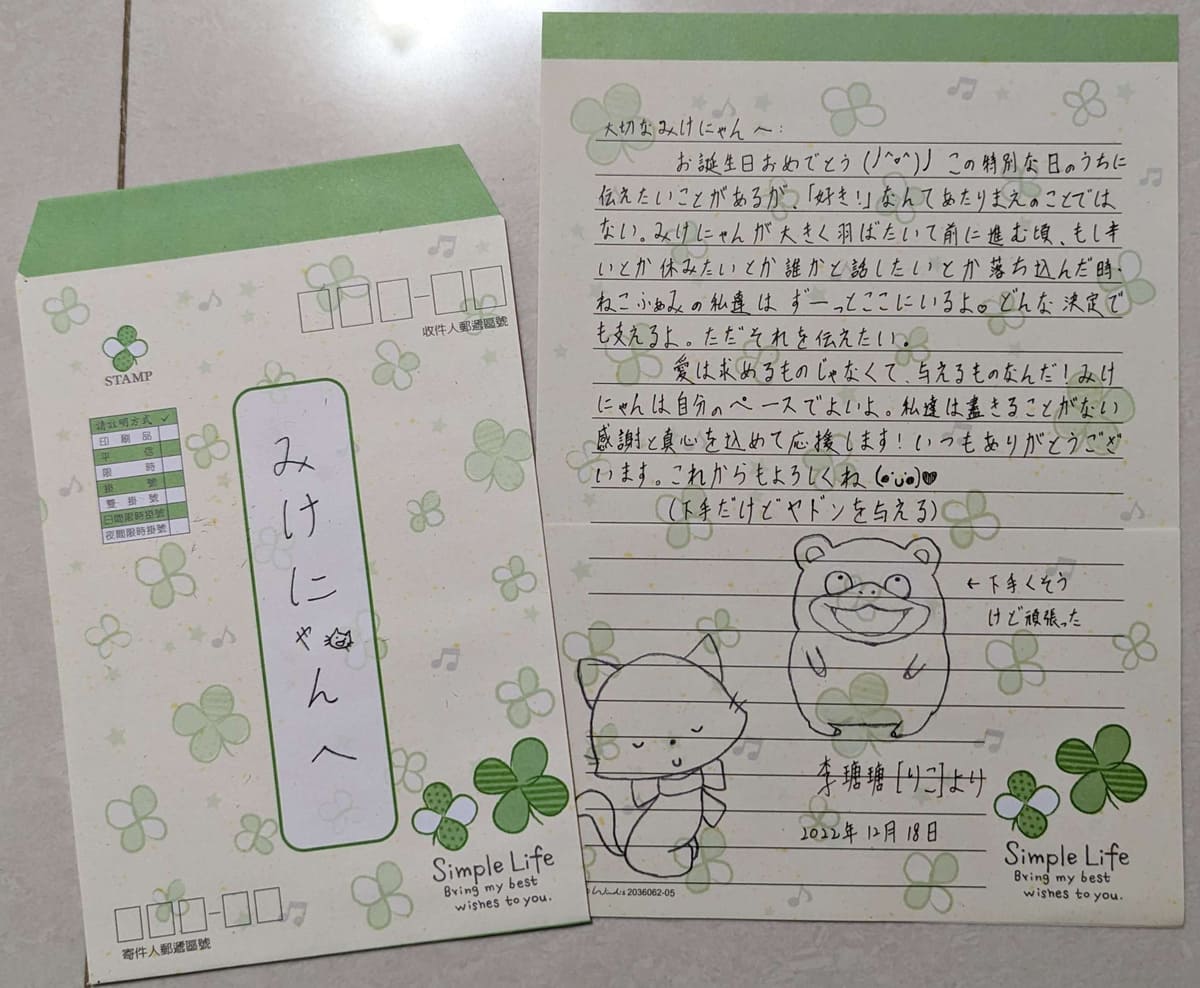 收件人郵遞區號
STAMP
請註明方式 ✓
印刷品
平信
限時
掛號
雙掛號
日間限時掛號
夜間限時掛號
みけにゃんへ
Simple Life
Bring my best
wishes to you.
寄件人郵遞區號
大切なみけにゃんへ:
お誕生日おめでとう(ノ^o^)ノ この特別な日のうちに
伝えたいことがあるが、「好き!」なんてあたりまえのことでは
ない。みけにゃんが大きく羽ばたいて前に進む頃、もし辛
いとか休みたいとか誰かと話したいとか落ち込んだ時、
ねこふぁみの私達はずーっとここにいるよ。どんな決定で
も支えるよ。ただそれを伝えたい。
愛は求めるものじゃなくて、与えるものなんだ!みけ
にゃんは自分のペースでよいよ。私達は盡きることがない
感謝と真心を込めて応援します!いつもありがとうござ
います。これからもよろしくね(●'◡'●)♥
(下手だけどヤドンを与える)
←下手くそう
けど頑張った
李瑭瑭[りこ]より
2022年12月18日
Simple Life
Bring my best
wishes to you.
2036062-05